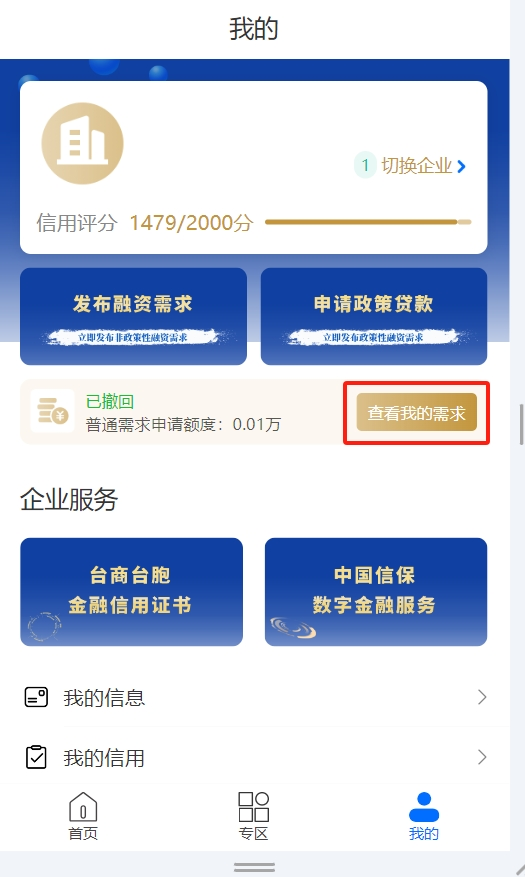 我的
1 切换企业
信用评分 1479/2000分
发布融资需求
立即发布非政策性融资需求
申请政策贷款
立即发布政策性融资需求
已撤回
普通需求申请额度：0.01万
查看我的需求
企业服务
台商台胞
金融信用证书
中国信保
数字金融服务
我的信息
我的信用
首页
专区
我的